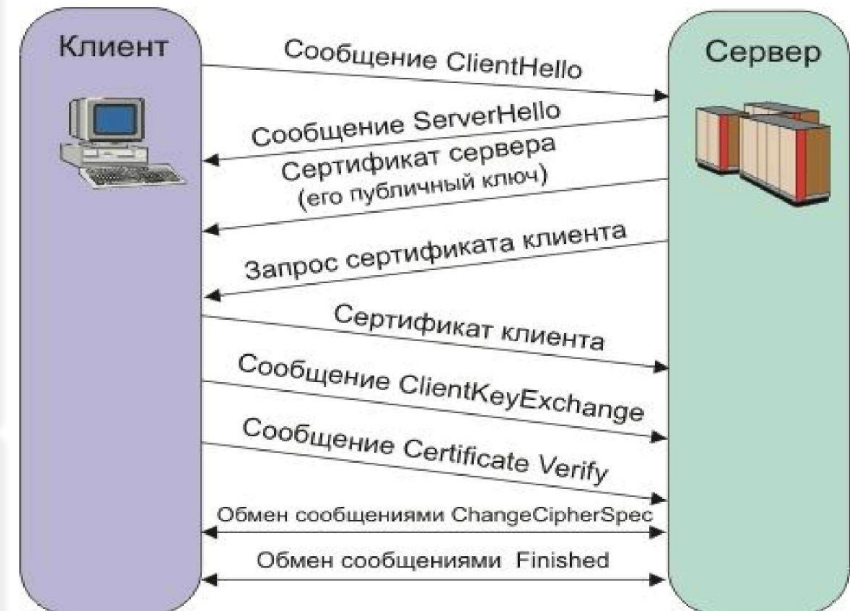 Клиент
Сервер
Сообщение ClientHello
Сообщение ServerHello
Сертификат сервера
(его публичный ключ)
Запрос сертификата клиента
Сертификат клиента
Сообщение ClientKeyExchange
Сообщение Certificate Verify
Обмен сообщениями ChangeCipherSpec
Обмен сообщениями Finished